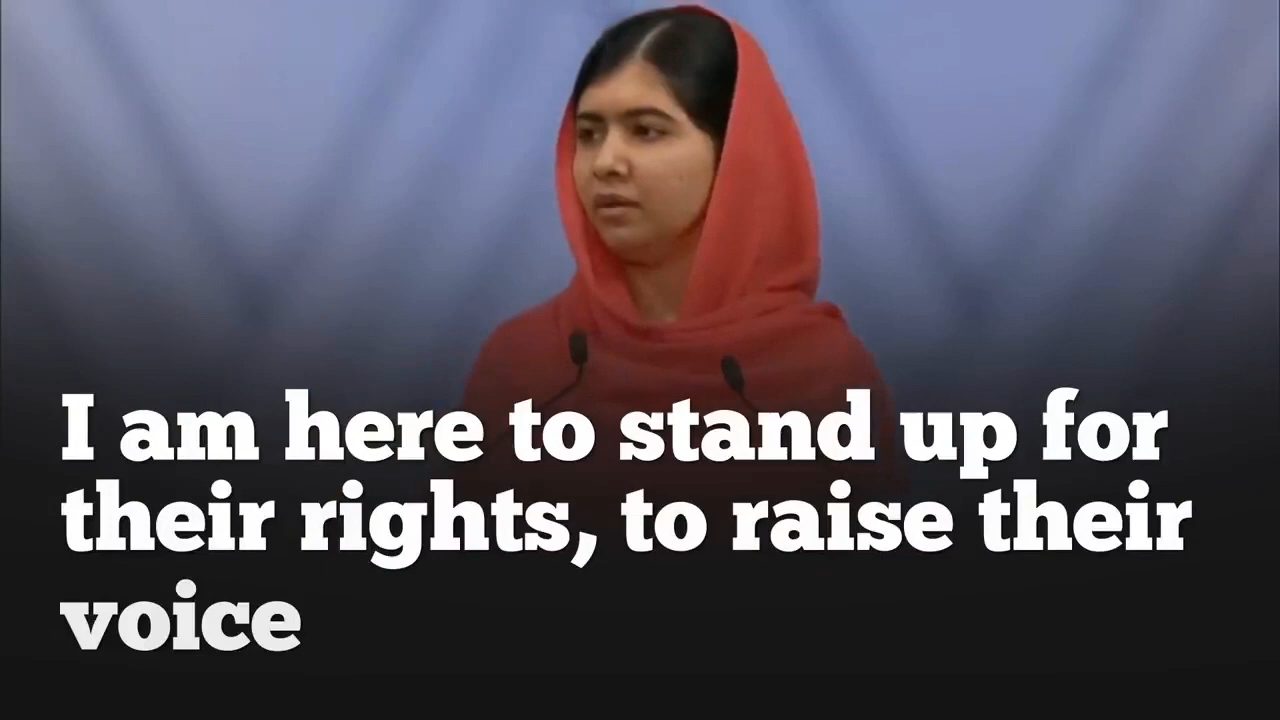 I am here to stand up for
their rights, to raise their
voice